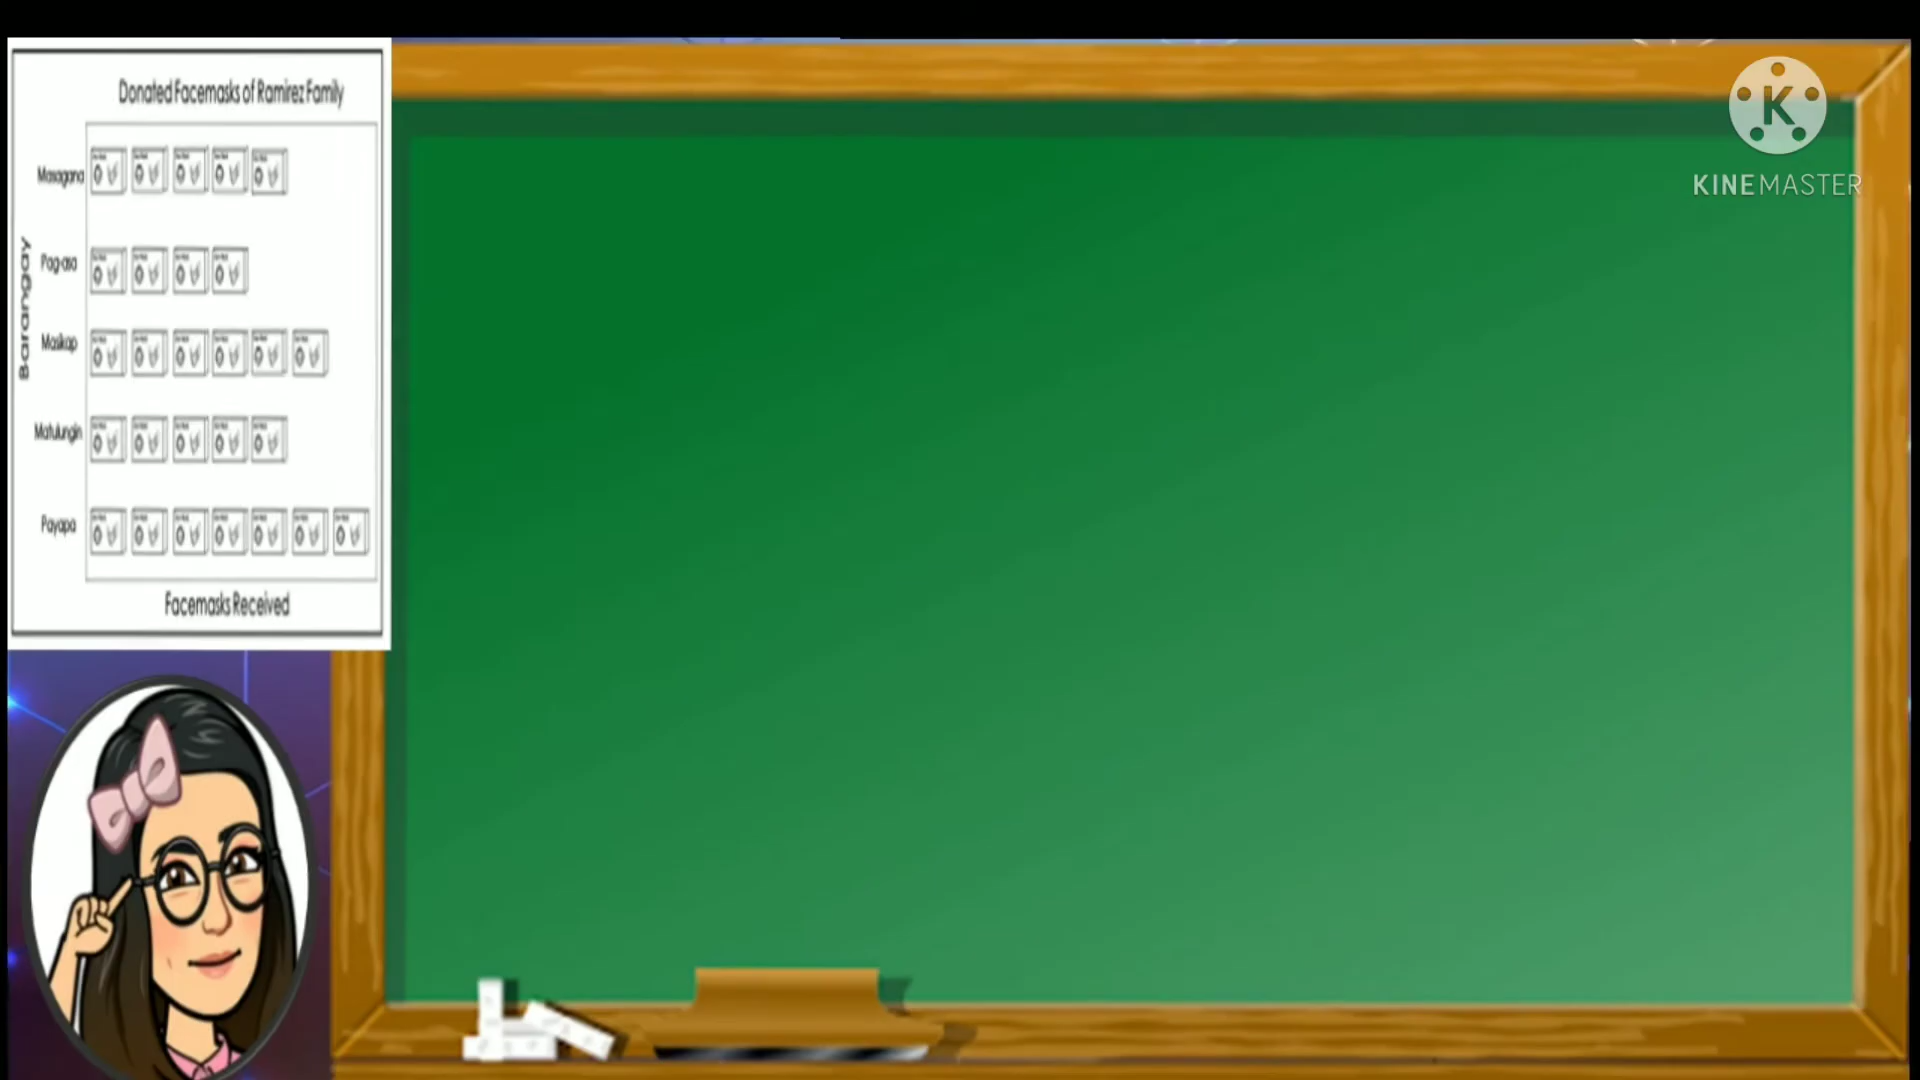 Donated Facemasks of Ramirez Family
Barangay
Masagana
Pag-asa
Masikap
Matulungin
Payapa
Facemasks Received
K
KINEMASTER